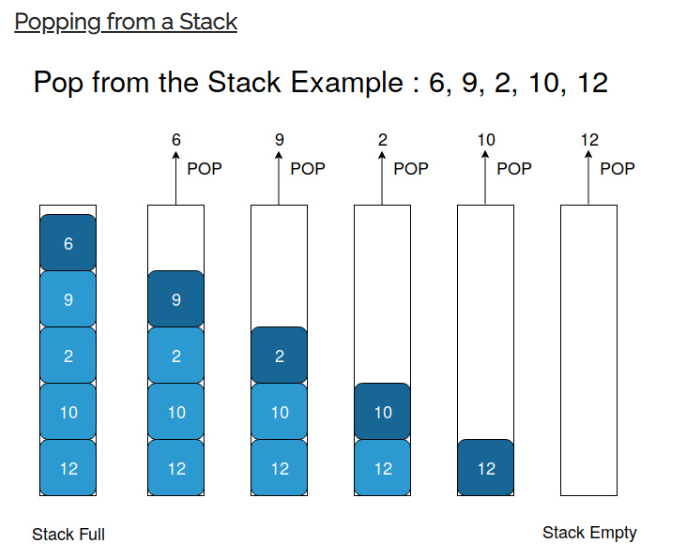 Popping from a Stack
Pop from the Stack Example : 6, 9, 2, 10, 12
6 9 2 10 12
POP POP POP POP POP
6
9 9
2 2 2
10 10 10 10
12 12 12 12 12
Stack Full Stack Empty